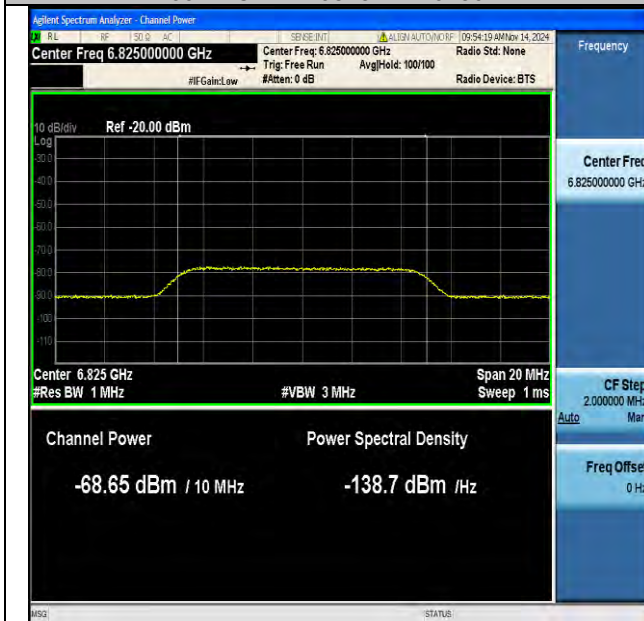 Agilent Spectrum Analyzer - Channel Power
RL RF 50 Ω AC SENSE:INT ALIGN AUTO/NO RF 09:54:19 AM Nov 14, 2024
Center Freq 6.825000000 GHz
Center Freq: 6.825000000 GHz Radio Std: None
Trig: Free Run Avg|Hold: 100/100
#IFGain:Low #Atten: 0 dB Radio Device: BTS
10 dB/div Ref -20.00 dBm
Log
-30.0
-40.0
-50.0
-60.0
-70.0
-80.0
-90.0
-100
-110
Center 6.825 GHz Span 20 MHz
#Res BW 1 MHz #VBW 3 MHz Sweep 1 ms
Channel Power Power Spectral Density
-68.65 dBm / 10 MHz -138.7 dBm /Hz
MSG STATUS
Frequency
Center Freq
6.825000000 GHz
CF Step
2.000000 MHz
Auto Man
Freq Offset
0 Hz